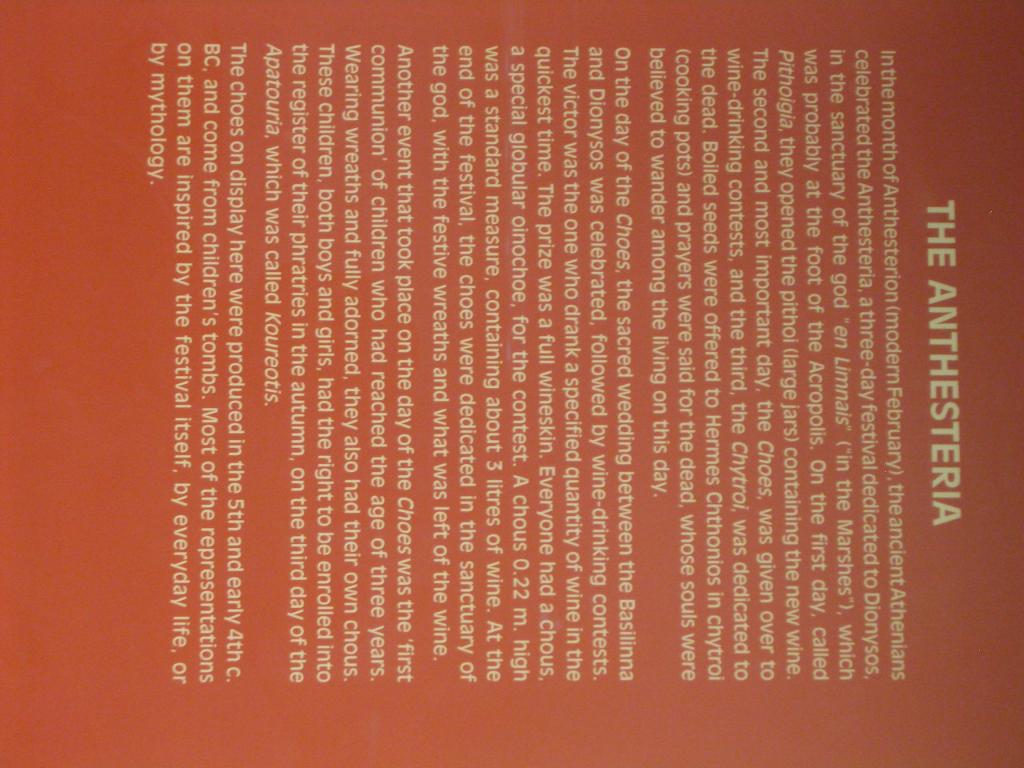 THE ANTHESTERIA
In the month of Anthesterion (modern February), the ancient Athenians
celebrated the Anthesteria, a three-day festival dedicated to Dionysos,
in the sanctuary of the god "en Limnais" ("in the Marshes"), which
was probably at the foot of the Acropolis. On the first day, called
Pithoigia, they opened the pithoi (large jars) containing the new wine.
The second and most important day, the Choes, was given over to
wine-drinking contests, and the third, the Chytroi, was dedicated to
the dead. Boiled seeds were offered to Hermes Chthonios in chytroi
(cooking pots) and prayers were said for the dead, whose souls were
believed to wander among the living on this day.
On the day of the Choes, the sacred wedding between the Basilinna
and Dionysos was celebrated, followed by wine-drinking contests.
The victor was the one who drank a specified quantity of wine in the
quickest time. The prize was a full wineskin. Everyone had a chous,
a special globular oinochoe, for the contest. A chous 0.22 m. high
was a standard measure, containing about 3 litres of wine. At the
end of the festival, the choes were dedicated in the sanctuary of
the god, with the festive wreaths and what was left of the wine.
Another event that took place on the day of the Choes was the 'first
communion' of children who had reached the age of three years.
Wearing wreaths and fully adorned, they also had their own chous.
These children, both boys and girls, had the right to be enrolled into
the register of their phratries in the autumn, on the third day of the
Apatouria, which was called Koureotis.
The choes on display here were produced in the 5th and early 4th c.
BC, and come from children's tombs. Most of the representations
on them are inspired by the festival itself, by everyday life, or
by mythology.